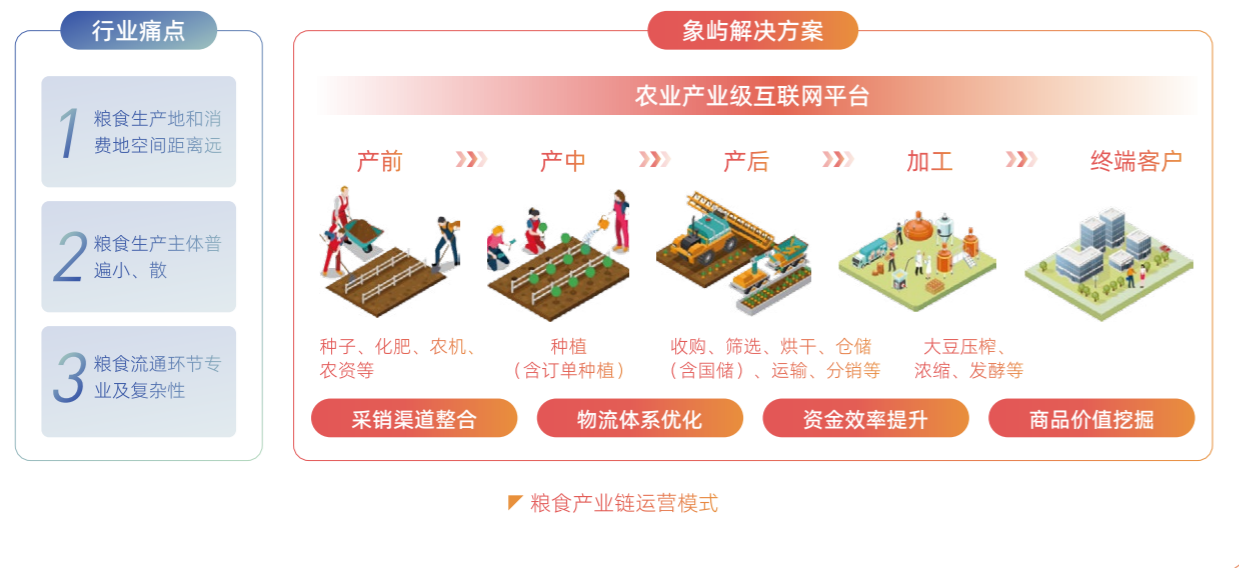 行业痛点
1
粮食生产地和消
费地空间距离远
2
粮食生产主体普
遍小、散
3
粮食流通环节专
业及复杂性
象屿解决方案
农业产业级互联网平台
产前
产中
产后
加工
终端客户
种子、化肥、农机、
农资等
种植
（含订单种植）
收购、筛选、烘干、仓储
（含国储）、运输、分销等
大豆压榨、
浓缩、发酵等
采销渠道整合
物流体系优化
资金效率提升
商品价值挖掘
粮食产业链运营模式